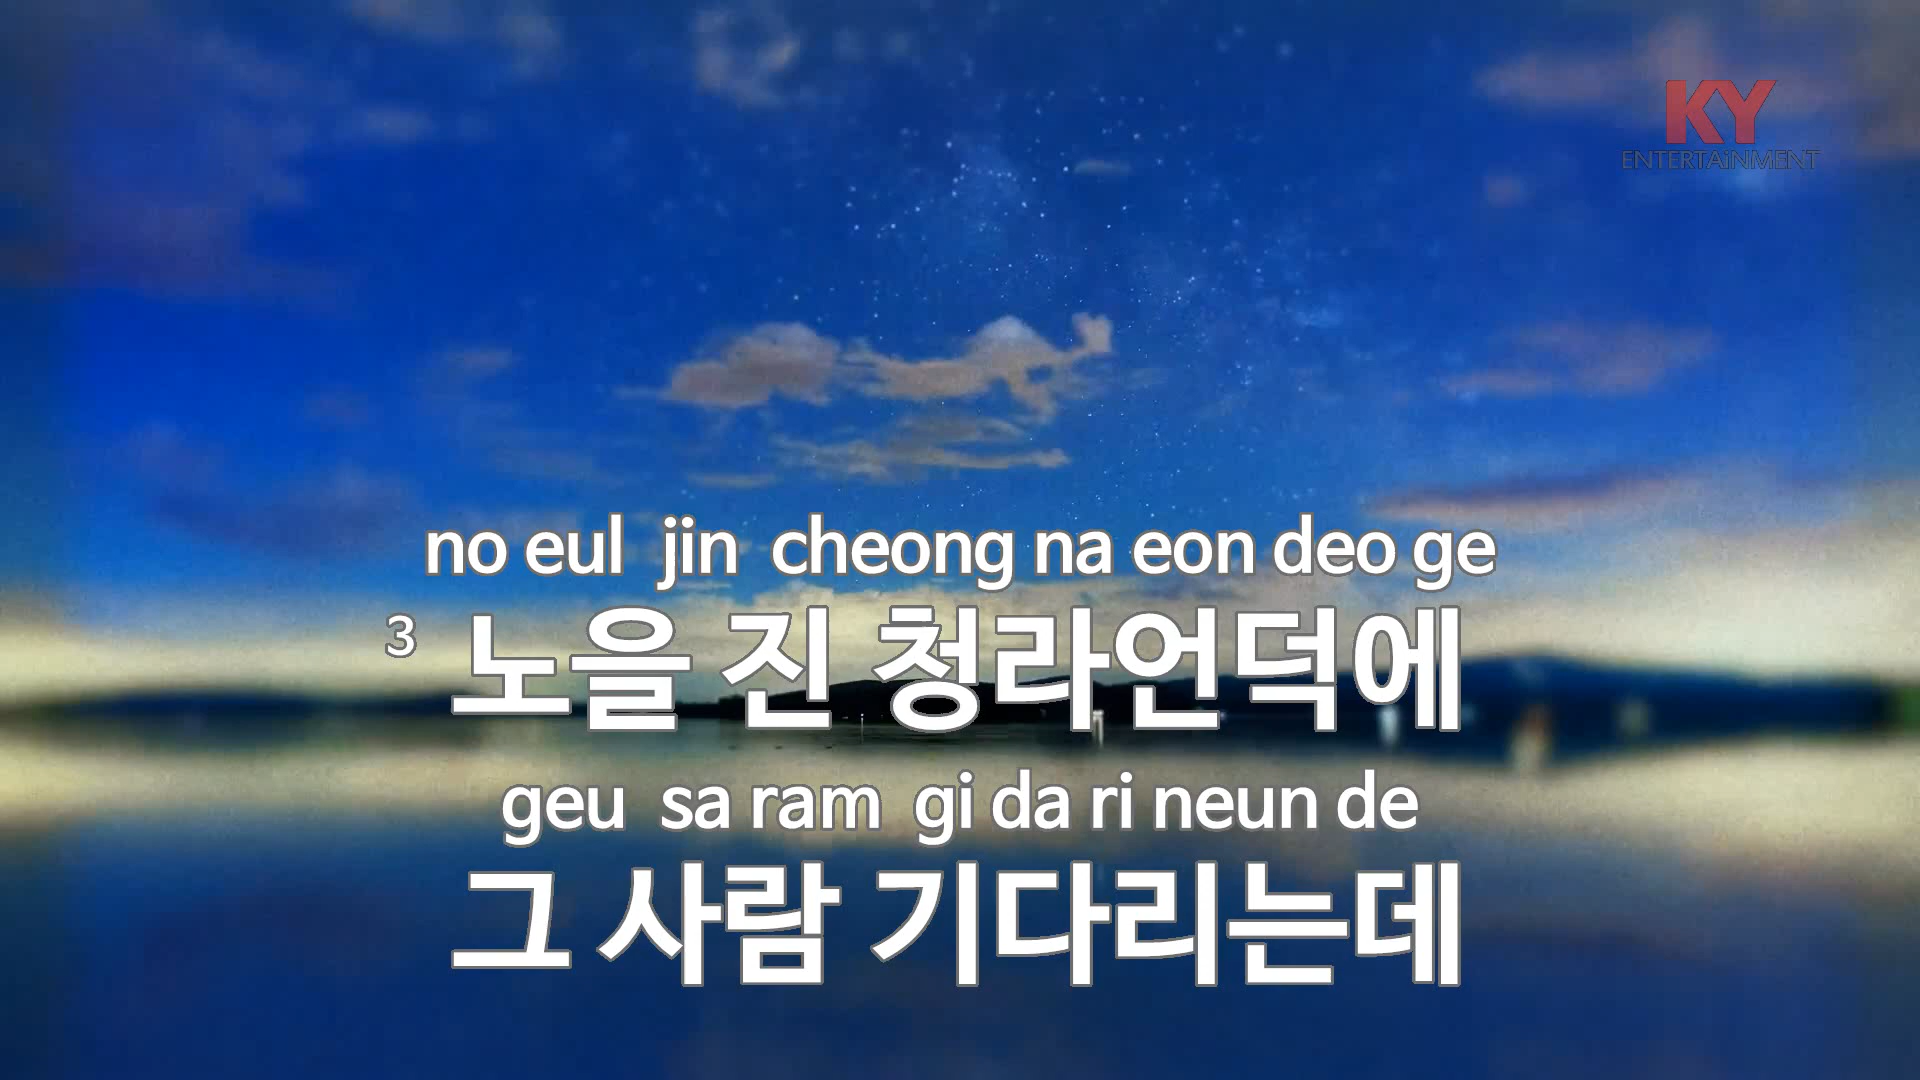 KY
ENTERTAiNMENT
no eul jin cheong na eon deo ge
3 노을 진 청라언덕에
geu sa ram gi da ri neun de
그 사람 기다리는데